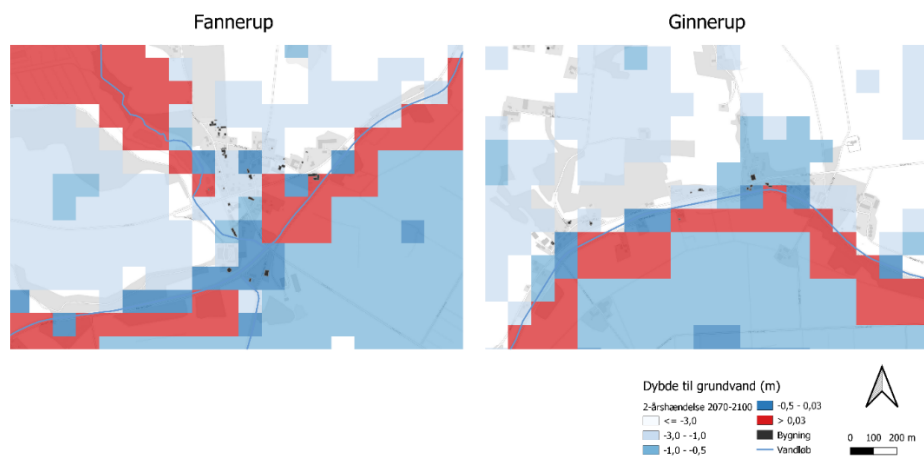 Fannerup
Ginnerup
Dybde til grundvand (m)
2-årshændelse 2070-2100
<= -3,0
-3,0 - -1,0
-1,0 - -0,5
-0,5 - 0,03
> 0,03
Bygning
Vandløb
0 100 200 m